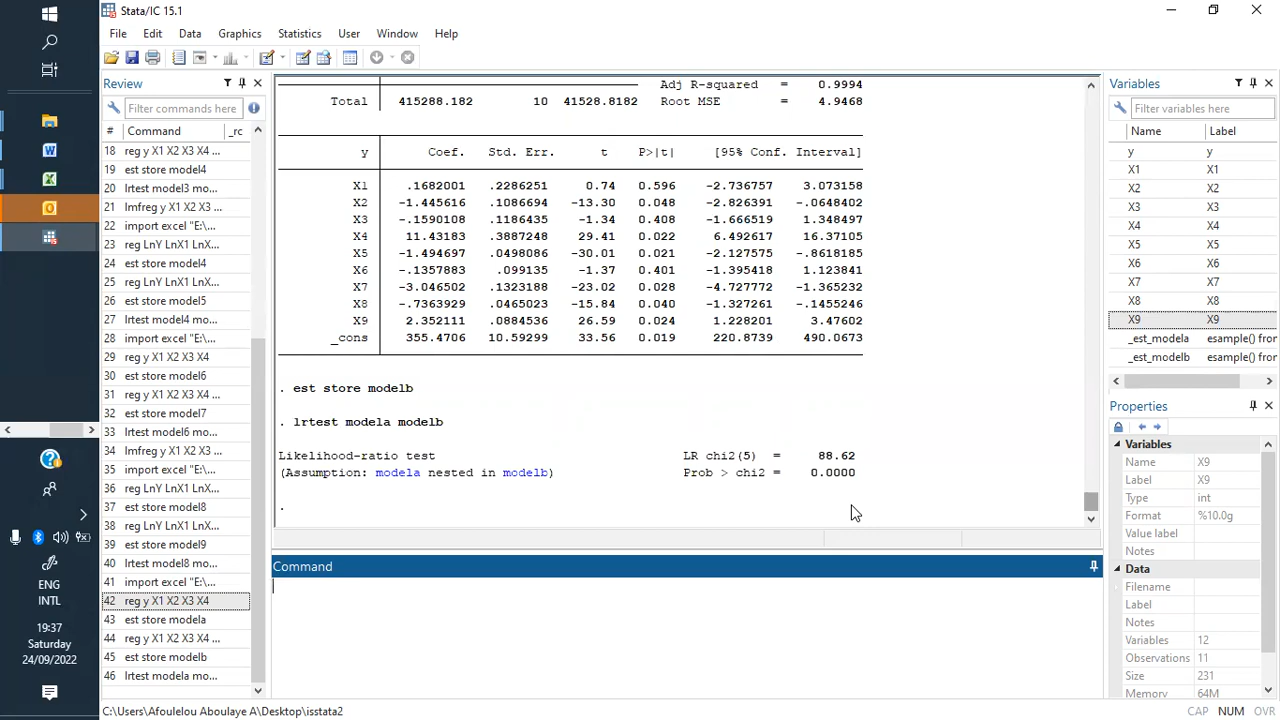 Stata/IC 15.1
File Edit Data Graphics Statistics User Window Help
Review
Filter commands here
# Command _rc
18 reg y X1 X2 X3 X4 ...
19 est store model4
20 lrtest model3 mo...
21 lmfreg y X1 X2 X3 ...
22 import excel "E:\...
23 reg LnY LnX1 LnX...
24 est store model4
25 reg LnY LnX1 LnX...
26 est store model5
27 lrtest model4 mo...
28 import excel "E:\...
29 reg y X1 X2 X3 X4
30 est store model6
31 reg y X1 X2 X3 X4 ...
32 est store model7
33 lrtest model6 mo...
34 lmfreg y X1 X2 X3 ...
35 import excel "E:\...
36 reg LnY LnX1 LnX...
37 est store model8
38 reg LnY LnX1 LnX...
39 est store model9
40 lrtest model8 mo...
41 import excel "E:\...
42 reg y X1 X2 X3 X4
43 est store modela
44 reg y X1 X2 X3 X4 ...
45 est store modelb
46 lrtest modela mo...
Adj R-squared = 0.9994
Total 415288.182 10 41528.8182 Root MSE = 4.9468
y Coef. Std. Err. t P>|t| [95% Conf. Interval]
X1 .1682001 .2286251 0.74 0.596 -2.736757 3.073158
X2 -1.445616 .1086694 -13.30 0.048 -2.826391 -.0648402
X3 -.1590108 .1186435 -1.34 0.408 -1.666519 1.348497
X4 11.43183 .3887248 29.41 0.022 6.492617 16.37105
X5 -1.494697 .0498086 -30.01 0.021 -2.127575 -.8618185
X6 -.1357883 .099135 -1.37 0.401 -1.395418 1.123841
X7 -3.046502 .1323188 -23.02 0.028 -4.727772 -1.365232
X8 -.7363929 .0465023 -15.84 0.040 -1.327261 -.1455246
X9 2.352111 .0884536 26.59 0.024 1.228201 3.47602
_cons 355.4706 10.59299 33.56 0.019 220.8739 490.0673
. est store modelb
. lrtest modela modelb
Likelihood-ratio test LR chi2(5) = 88.62
(Assumption: modela nested in modelb) Prob > chi2 = 0.0000
.
Command
Variables
Filter variables here
Name Label
y y
X1 X1
X2 X2
X3 X3
X4 X4
X5 X5
X6 X6
X7 X7
X8 X8
X9 X9
_est_modela esample() fron
_est_modelb esample() fron
Properties
Variables
Name X9
Label X9
Type int
Format %10.0g
Value label
Notes
Data
Filename
Label
Notes
Variables 12
Observations 11
Size 231
Memory 64M
ENG
INTL
19:37
Saturday
24/09/2022
C:\Users\Afoulelou Aboulaye A\Desktop\isstata2
CAP NUM OVR